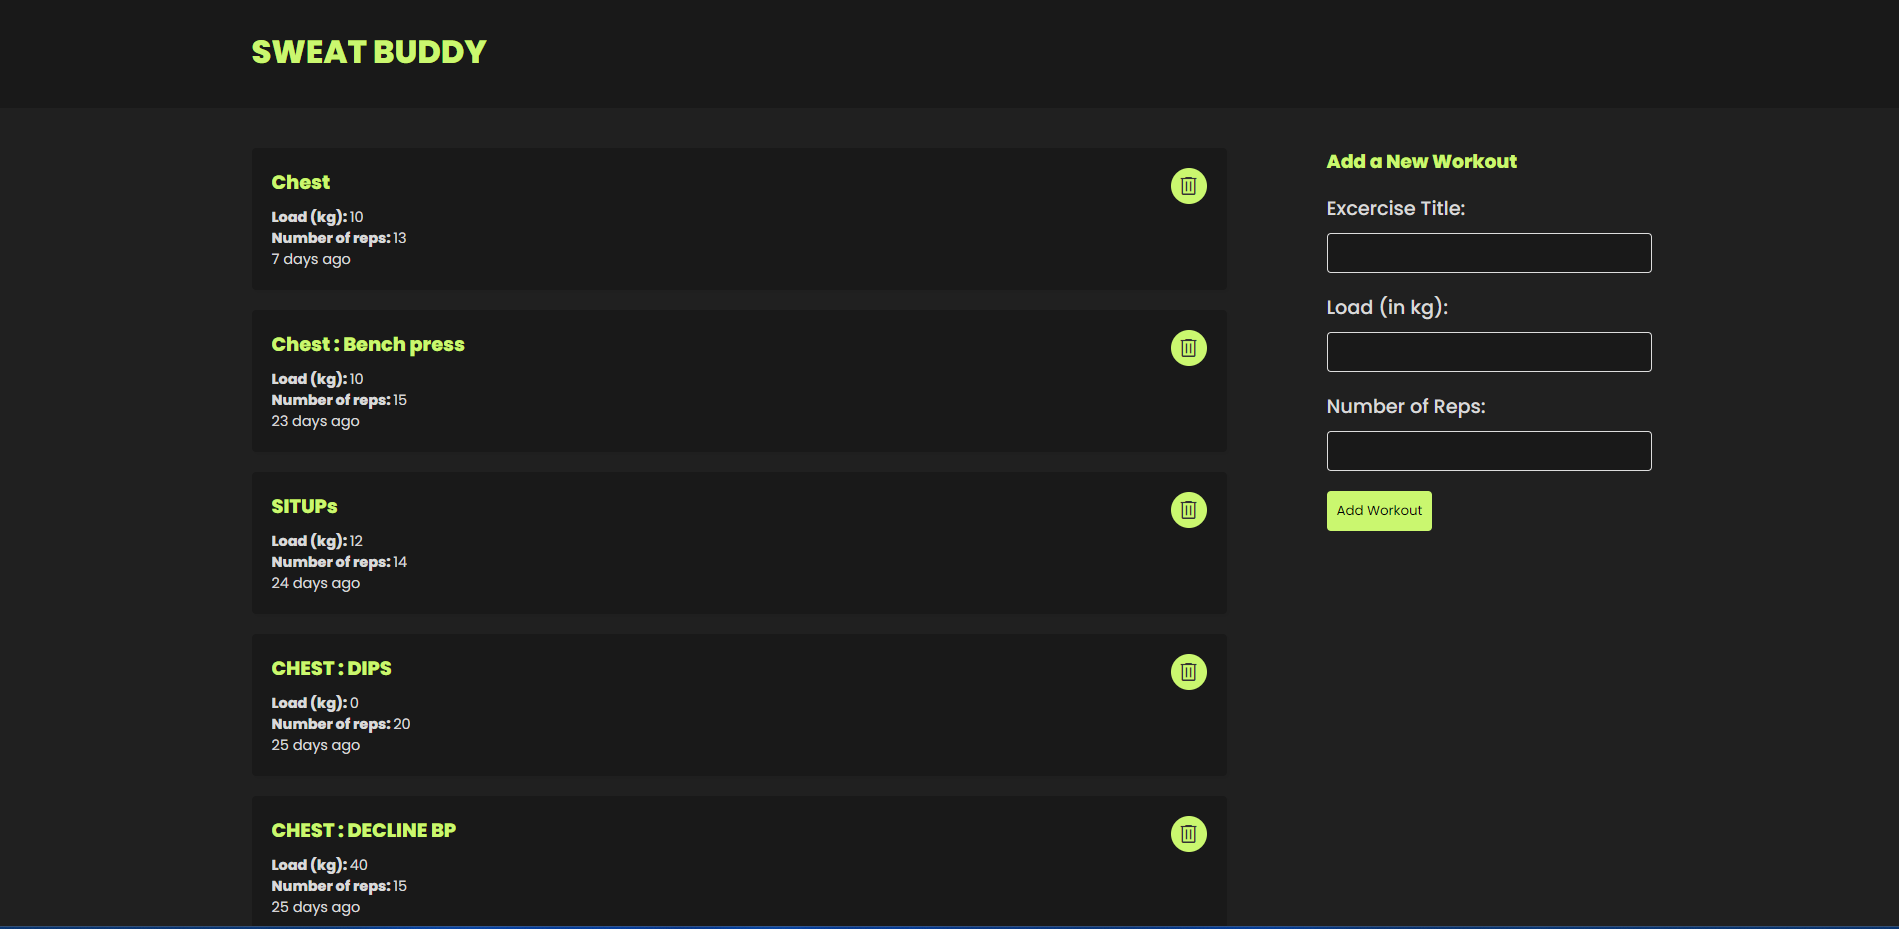 SWEAT BUDDY
Chest
Load (kg): 10
Number of reps: 13
7 days ago
Chest : Bench press
Load (kg): 10
Number of reps: 15
23 days ago
SITUPs
Load (kg): 12
Number of reps: 14
24 days ago
CHEST : DIPS
Load (kg): 0
Number of reps: 20
25 days ago
CHEST : DECLINE BP
Load (kg): 40
Number of reps: 15
25 days ago
Add a New Workout
Excercise Title:
Load (in kg):
Number of Reps:
Add Workout